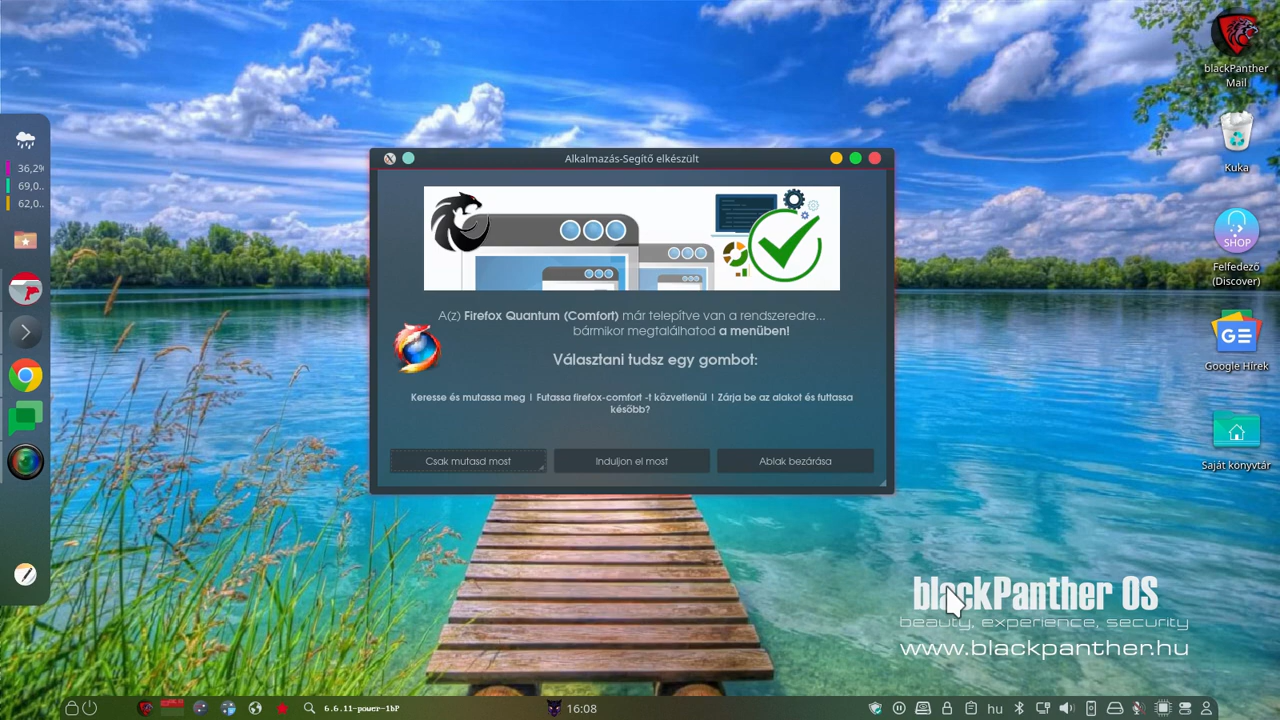 blackPanther
Mail
36,2%
69,0..
62,0..
Alkalmazás-Segítő elkészült
Kuka
SHOP
Felfedező
(Discover)
A(z) Firefox Quantum (Comfort) már telepítve van a rendszeredre...
bármikor megtalálhatod a menüben!
Választani tudsz egy gombot:
Google Hírek
Keresse és mutassa meg | Futtassa firefox-comfort -t közvetlenül | Zárja be az alakot és futtassa
később?
Csak mutasd most
Induljon el most
Ablak bezárása
Saját könyvtár
blackPanther OS
beauty, experience, security
www.blackpanther.hu
6.6.11-power-1bP
16:08
hu